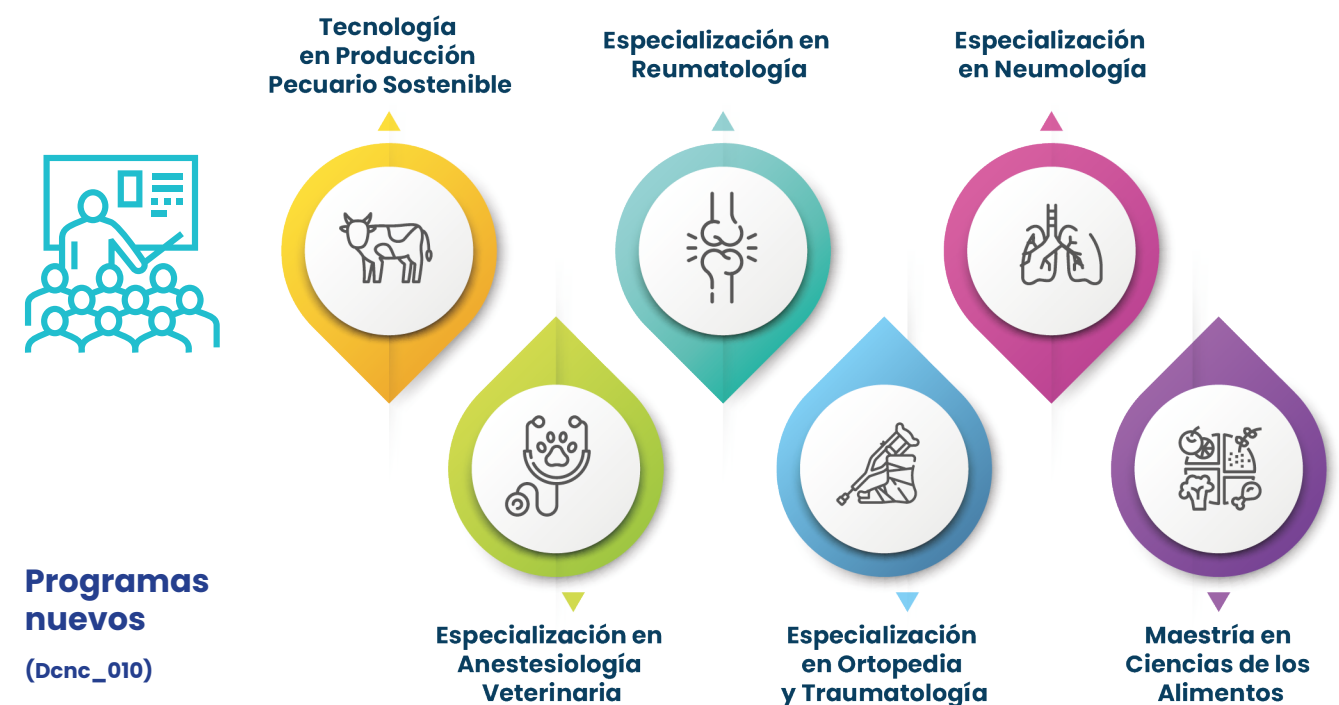 Tecnología
en Producción
Pecuario Sostenible
Especialización en
Reumatología
Especialización
en Neumología
Programas
nuevos
(Dcnc_010)
Especialización en
Anestesiología
Veterinaria
Especialización
en Ortopedia
y Traumatología
Maestría en
Ciencias de los
Alimentos